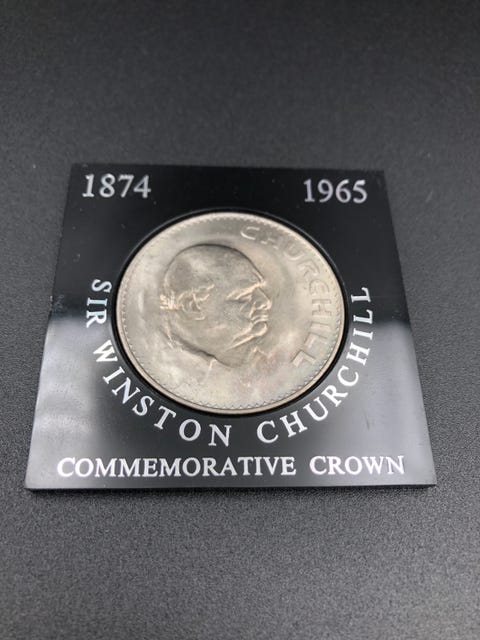 1874 1965
CHURCHILL
SIR WINSTON CHURCHILL
COMMEMORATIVE CROWN